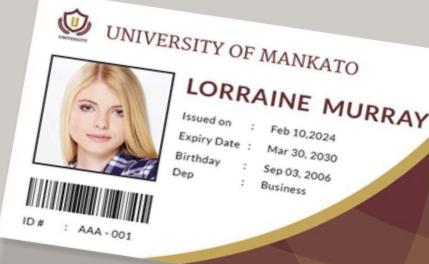 U
UNIVERSITY
UNIVERSITY OF MANKATO
LORRAINE MURRAY
Issued on : Feb 10,2024
Expiry Date : Mar 30, 2030
Birthday : Sep 03, 2006
Dep : Business
ID # : AAA - 001